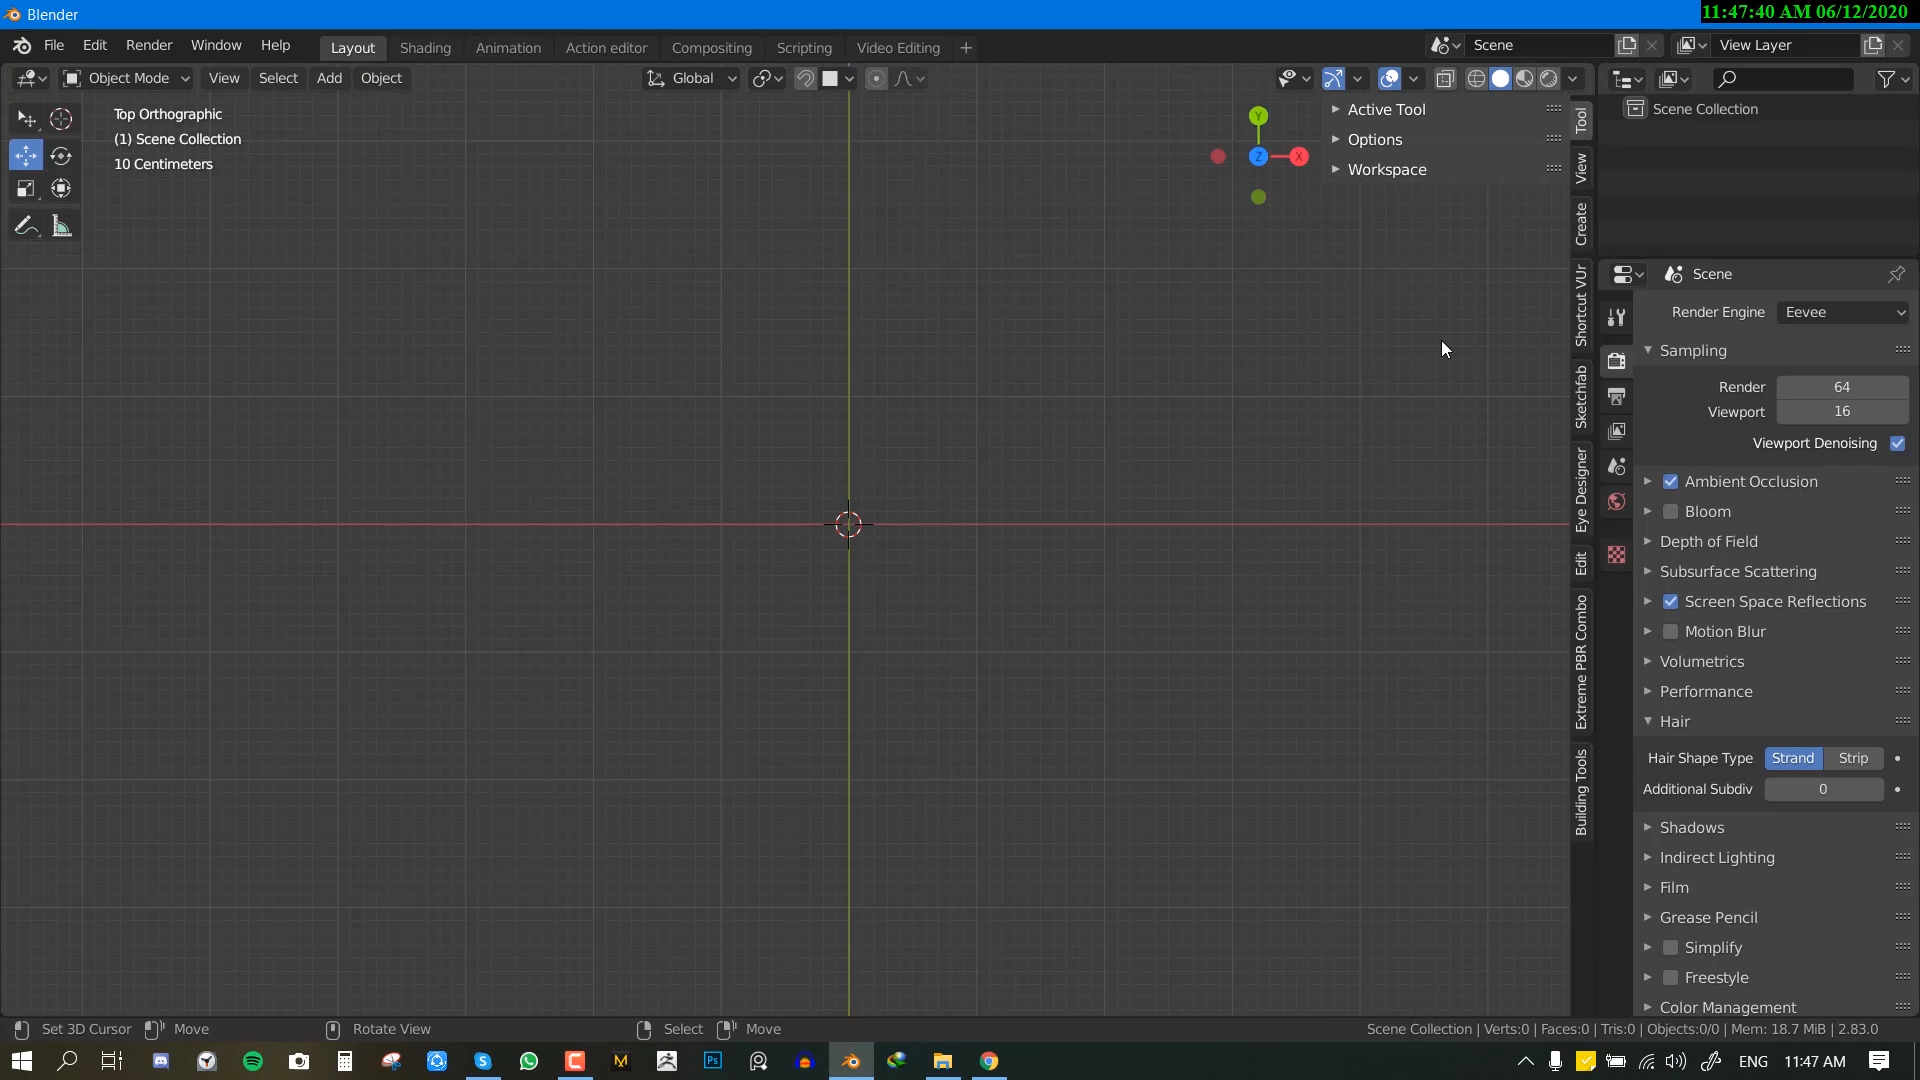 Blender
11:47:40 AM 06/12/2020
File Edit Render Window Help
Layout Shading Animation Action editor Compositing Scripting Video Editing +
Scene
View Layer
Object Mode View Select Add Object
Global
Top Orthographic
(1) Scene Collection
10 Centimeters
Y
Z
X
Active Tool
Options
Workspace
Tool
View
Create
Shortcut VUr
Sketchfab
Eye Designer
Edit
Extreme PBR Combo
Building Tools
Scene Collection
Scene
Render Engine Eevee
Sampling
Render 64
Viewport 16
Viewport Denoising
Ambient Occlusion
Bloom
Depth of Field
Subsurface Scattering
Screen Space Reflections
Motion Blur
Volumetrics
Performance
Hair
Hair Shape Type Strand Strip
Additional Subdiv 0
Shadows
Indirect Lighting
Film
Grease Pencil
Simplify
Freestyle
Color Management
Set 3D Cursor Move Rotate View Select Move
Scene Collection | Verts:0 | Faces:0 | Tris:0 | Objects:0/0 | Mem: 18.7 MiB | 2.83.0
Ps
ENG 11:47 AM